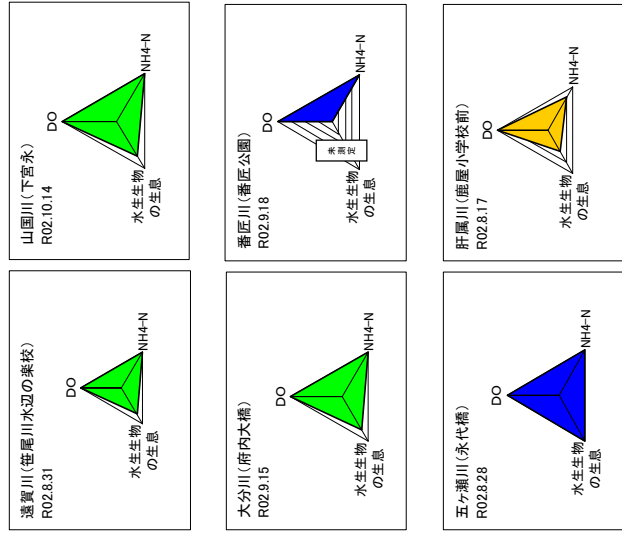 遠賀川(笹尾川水辺の楽校)
R02.8.31
DO
NH4-N
水生生物
の生息
山国川(下宮永)
R02.10.14
DO
NH4-N
水生生物
の生息
大分川(府内大橋)
R02.9.15
DO
NH4-N
水生生物
の生息
番匠川(番匠公園)
R02.9.18
DO
NH4-N
未測定
水生生物
の生息
五ヶ瀬川(永代橋)
R02.8.28
DO
NH4-N
水生生物
の生息
肝属川(鹿屋小学校前)
R02.8.17
DO
NH4-N
水生生物
の生息